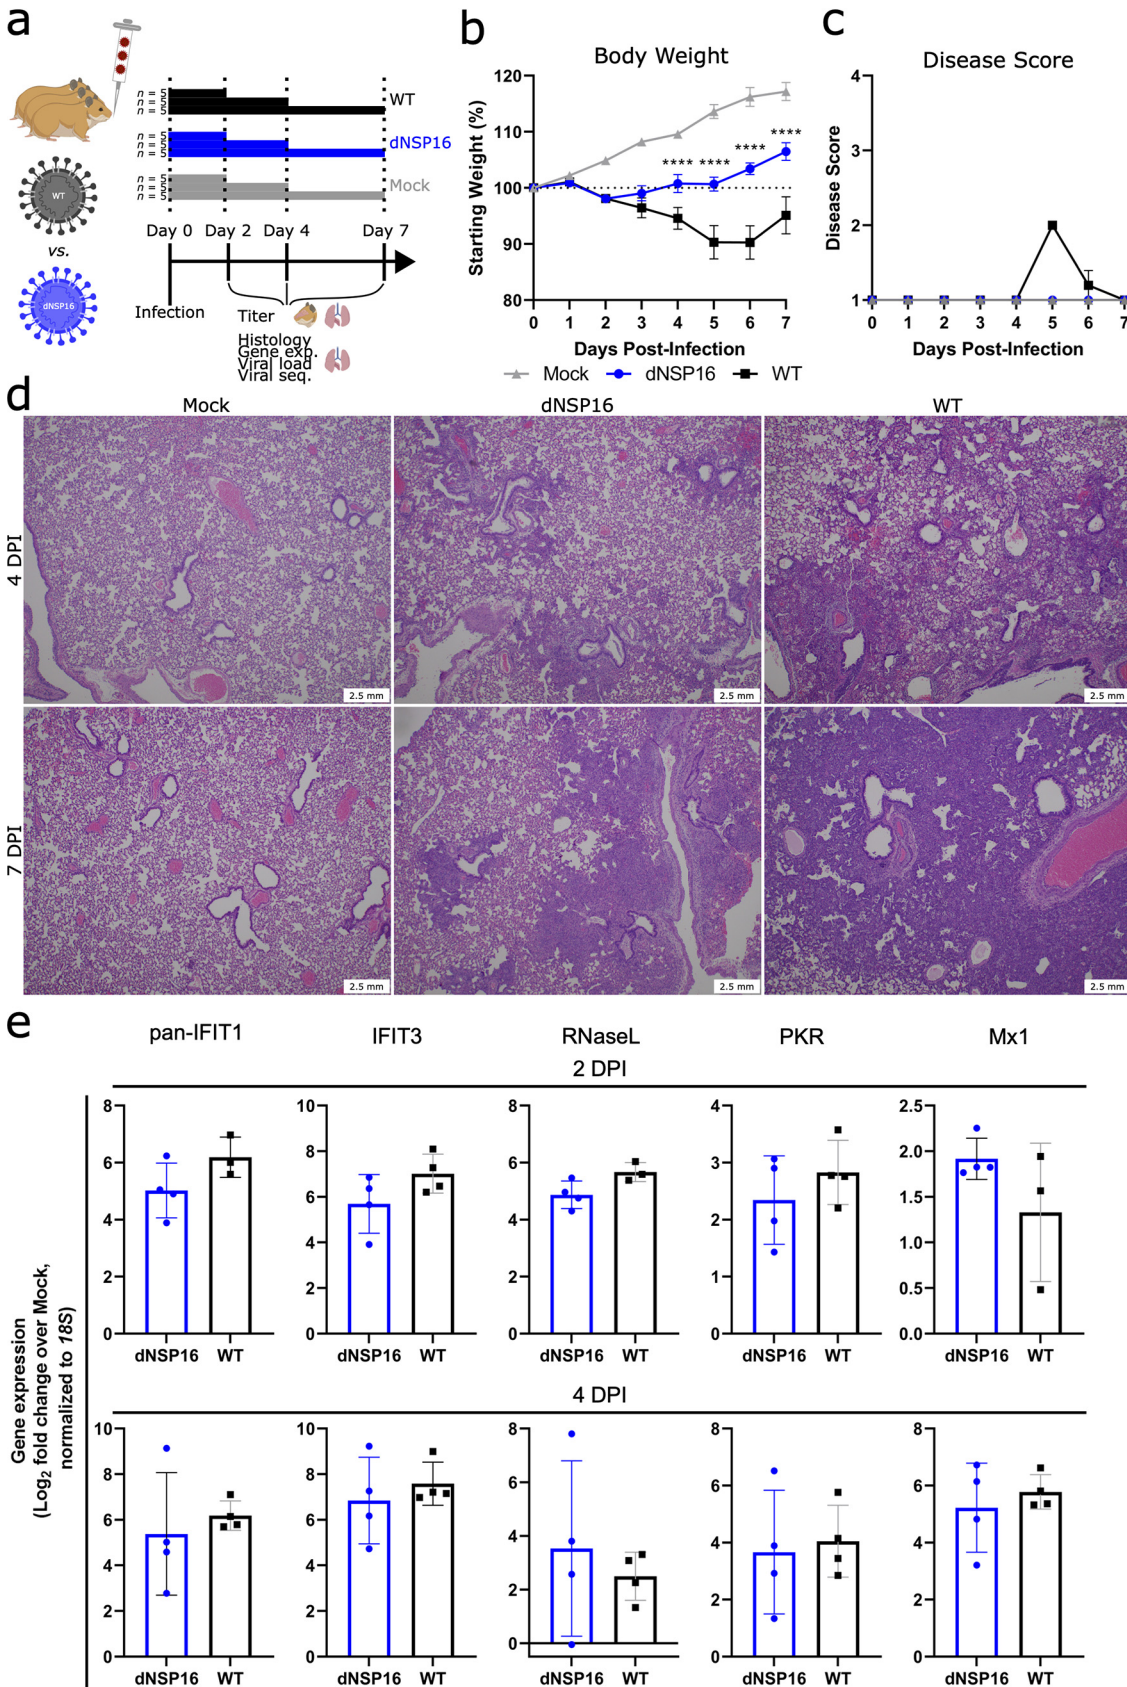 a
n = 5
n = 5
n = 5
WT
n = 5
n = 5
n = 5
dNSP16
n = 5
n = 5
n = 5
Mock
WT
vs.
dNSP16
Day 0 Day 2 Day 4 Day 7
Infection
Titer
Histology
Gene exp.
Viral load
Viral seq.
b
Body Weight
Starting Weight (%)
120
110
100
90
80
**** **** **** ****
0 1 2 3 4 5 6 7
Days Post-Infection
c
Disease Score
Disease Score
4
3
2
1
0 1 2 3 4 5 6 7
Days Post-Infection
Mock dNSP16 WT
d
Mock dNSP16 WT
4 DPI
2.5 mm 2.5 mm 2.5 mm
7 DPI
2.5 mm 2.5 mm 2.5 mm
e
pan-IFIT1 IFIT3 RNaseL PKR Mx1
2 DPI
Gene expression
(Log2 fold change over Mock,
normalized to 18S)
8
6
4
2
0
dNSP16 WT
10
8
6
4
2
0
dNSP16 WT
8
6
4
2
0
dNSP16 WT
4
3
2
1
0
dNSP16 WT
2.5
2.0
1.5
1.0
0.5
0.0
dNSP16 WT
4 DPI
10
8
6
4
2
0
dNSP16 WT
10
8
6
4
2
0
dNSP16 WT
8
6
4
2
0
dNSP16 WT
8
6
4
2
0
dNSP16 WT
8
6
4
2
0
dNSP16 WT